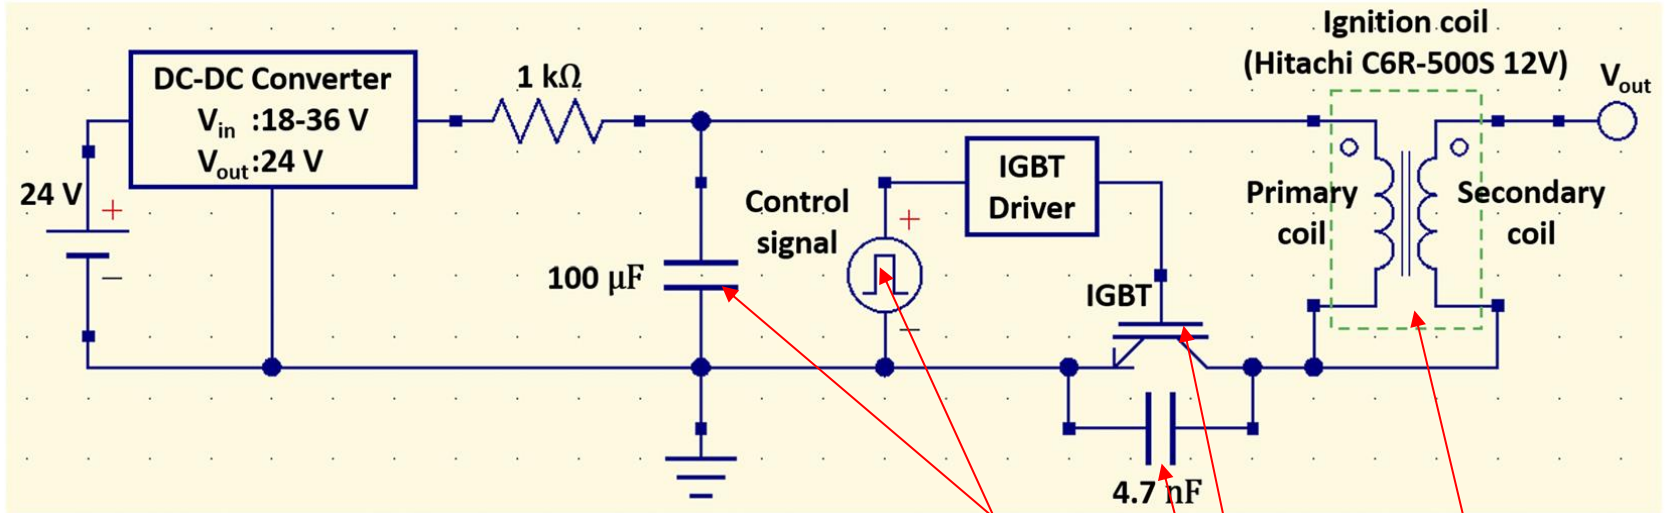 Ignition coil
(Hitachi C6R-500S 12V)
DC-DC Converter
Vin :18-36 V
Vout:24 V
1 kΩ
Vout
24 V
+
−
Control
signal
+
−
IGBT
Driver
Primary
coil
Secondary
coil
100 μF
IGBT
4.7 nF